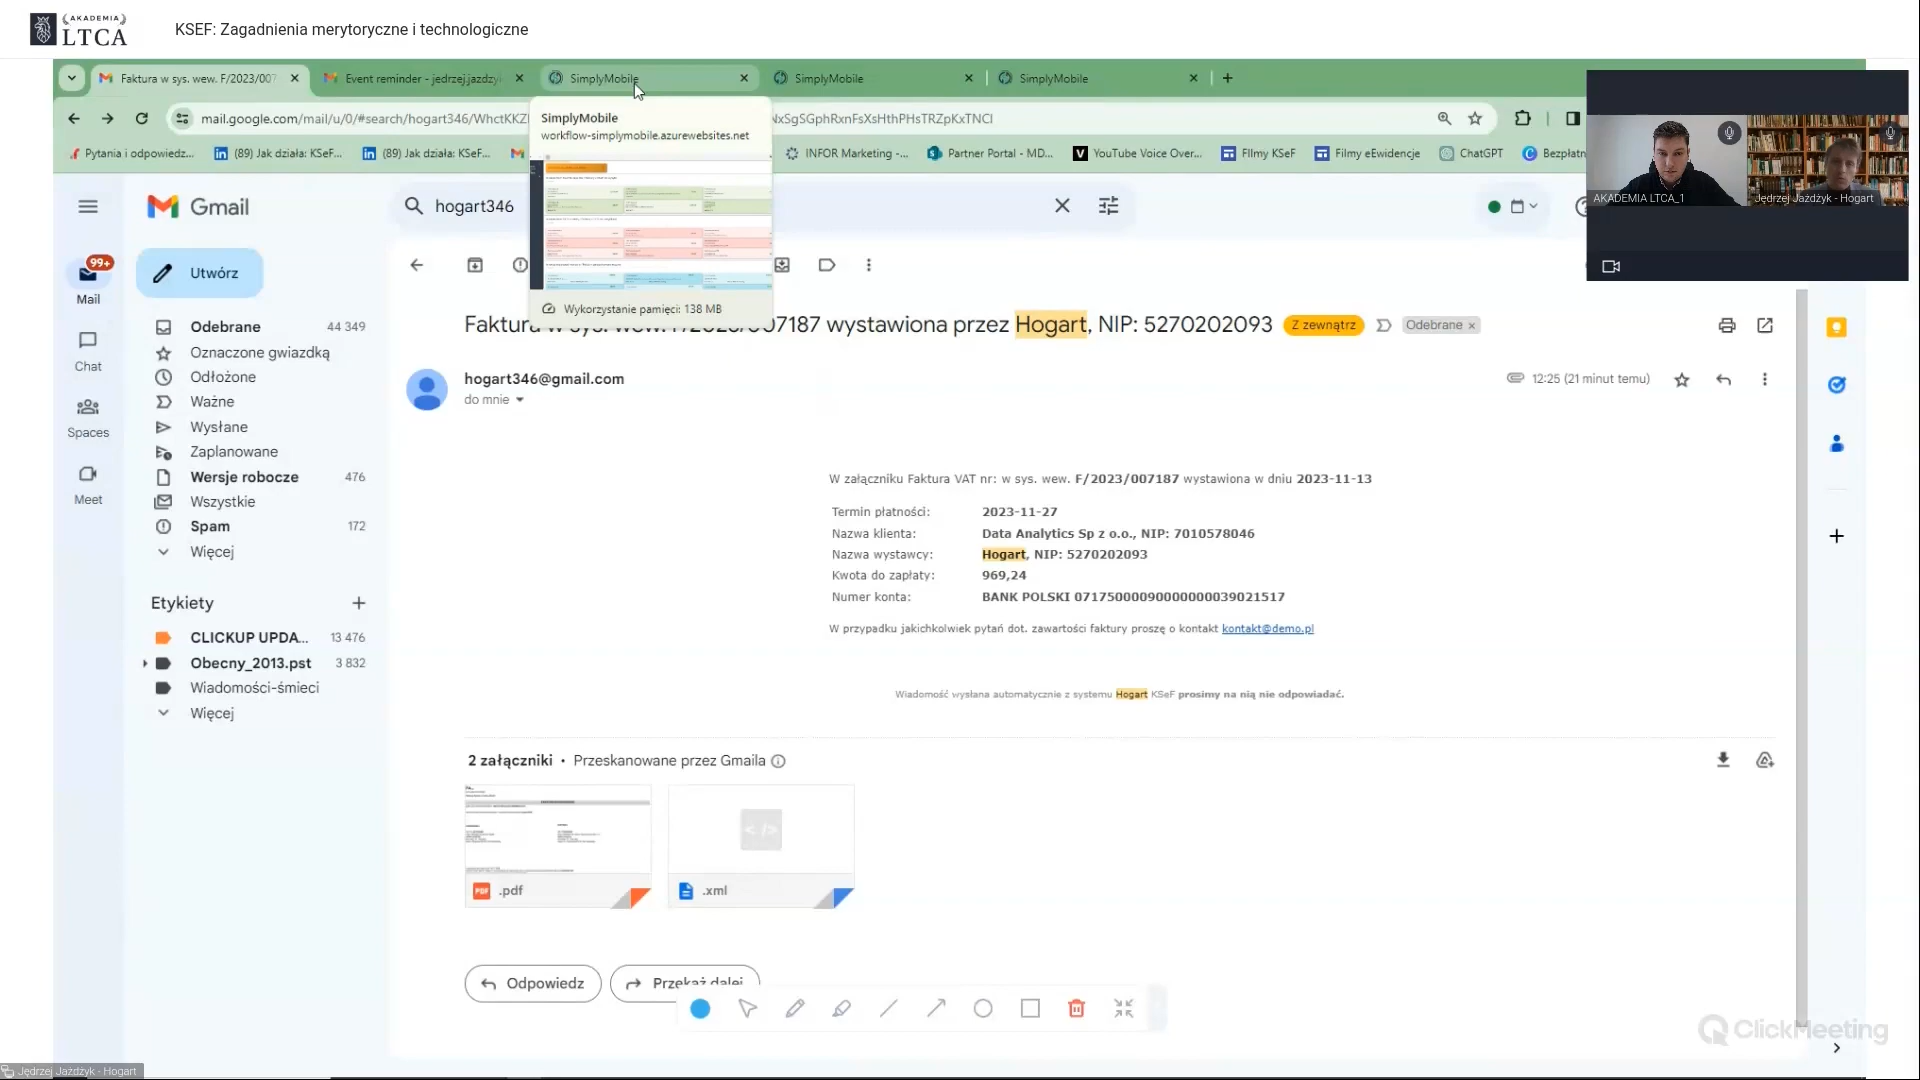 AKADEMIA
LTCA
KSEF: Zagadnienia merytoryczne i technologiczne
Faktura w sys. wew. F/2023/007
Event reminder - jedrzej.jazdzy
SimplyMobile
SimplyMobile
SimplyMobile
mail.google.com/mail/u/0/#search/hogart346/WhctKKZ
NxSgSGphRxnFsXsHthPHsTRZpKxTNCl
SimplyMobile
workflow-simplymobile.azurewebsites.net
Pytania i odpowiedz...
(89) Jak działa: KSeF...
(89) Jak działa: KSeF...
INFOR Marketing -...
Partner Portal - MD...
YouTube Voice Over...
FIlmy KSeF
Filmy eEwidencje
ChatGPT
Bezpłatn
AKADEMIA LTCA_1
Jędrzej Jażdżyk - Hogart
Gmail
hogart346
Utwórz
99+
Mail
Chat
Spaces
Meet
Odebrane 44 349
Oznaczone gwiazdką
Odłożone
Ważne
Wysłane
Zaplanowane
Wersje robocze 476
Wszystkie
Spam 172
Więcej
Etykiety
CLICKUP UPDA... 13 476
Obecny_2013.pst 3 832
Wiadomości-śmieci
Więcej
Wykorzystanie pamięci: 138 MB
Faktura w sys. wew. F/2023/007187 wystawiona przez Hogart, NIP: 5270202093
Z zewnątrz
Odebrane ×
hogart346@gmail.com
do mnie
12:25 (21 minut temu)
W załączniku Faktura VAT nr: w sys. wew. F/2023/007187 wystawiona w dniu 2023-11-13
Termin płatności: 2023-11-27
Nazwa klienta: Data Analytics Sp z o.o., NIP: 7010578046
Nazwa wystawcy: Hogart, NIP: 5270202093
Kwota do zapłaty: 969,24
Numer konta: BANK POLSKI 07175000090000000039021517
W przypadku jakichkolwiek pytań dot. zawartości faktury proszę o kontakt kontakt@demo.pl
Wiadomość wysłana automatycznie z systemu Hogart KSeF prosimy na nią nie odpowiadać.
2 załączniki • Przeskanowane przez Gmaila
PDF .pdf
.xml
Odpowiedz
Przekaż dalej
ClickMeeting
Jędrzej Jażdżyk - Hogart